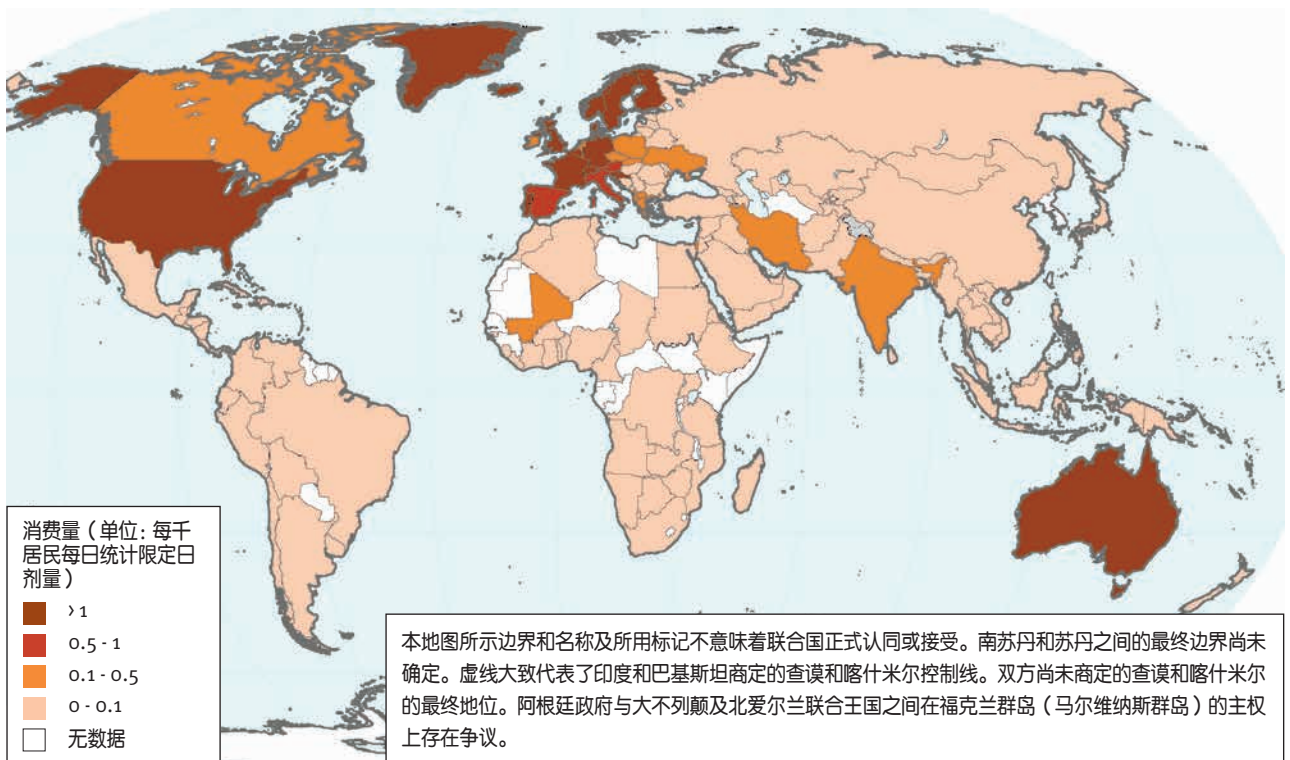 消费量（单位：每千
居民每日统计限定日
剂量）
>1
0.5 - 1
0.1 - 0.5
0 - 0.1
无数据
本地图所示边界和名称及所用标记不意味着联合国正式认同或接受。南苏丹和苏丹之间的最终边界尚未
确定。虚线大致代表了印度和巴基斯坦商定的查谟和喀什米尔控制线。双方尚未商定的查谟和喀什米尔
的最终地位。阿根廷政府与大不列颠及北爱尔兰联合王国之间在福克兰群岛（马尔维纳斯群岛）的主权
上存在争议。